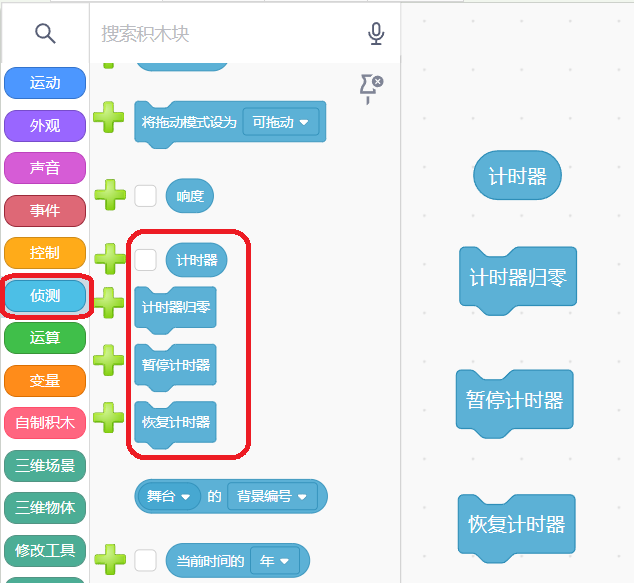 搜索积木块
运动
外观
声音
事件
控制
侦测
运算
变量
自制积木
三维场景
三维物体
修改工具
将拖动模式设为 可拖动
响度
计时器
计时器归零
暂停计时器
恢复计时器
舞台 的 背景编号
当前时间的 年
计时器
计时器归零
暂停计时器
恢复计时器